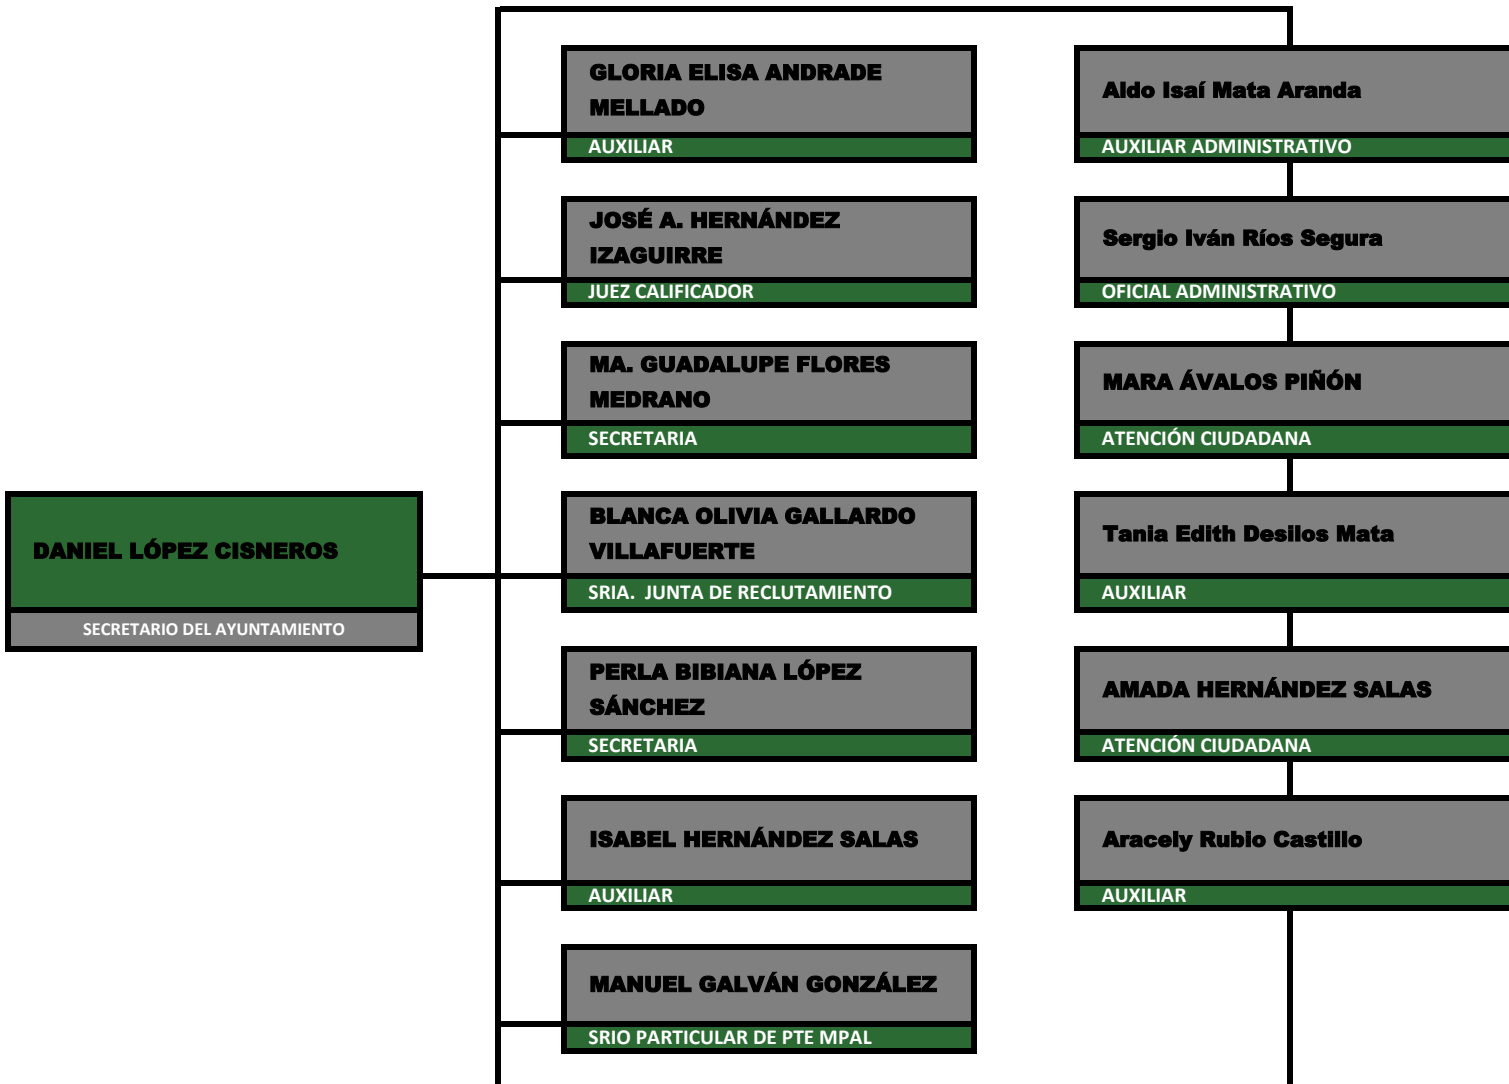 DANIEL LÓPEZ CISNEROS
SECRETARIO DEL AYUNTAMIENTO
GLORIA ELISA ANDRADE
MELLADO
AUXILIAR
JOSÉ A. HERNÁNDEZ
IZAGUIRRE
JUEZ CALIFICADOR
MA. GUADALUPE FLORES
MEDRANO
SECRETARIA
BLANCA OLIVIA GALLARDO
VILLAFUERTE
SRIA.  JUNTA DE RECLUTAMIENTO
PERLA BIBIANA LÓPEZ
SÁNCHEZ
SECRETARIA
ISABEL HERNÁNDEZ SALAS
AUXILIAR
MANUEL GALVÁN GONZÁLEZ
SRIO PARTICULAR DE PTE MPAL
Aldo Isaí Mata Aranda
AUXILIAR ADMINISTRATIVO
Sergio Iván Ríos Segura
OFICIAL ADMINISTRATIVO
MARA ÁVALOS PIÑÓN
ATENCIÓN CIUDADANA
Tania Edith Desilos Mata
AUXILIAR
AMADA HERNÁNDEZ SALAS
ATENCIÓN CIUDADANA
Aracely Rubio Castillo
AUXILIAR